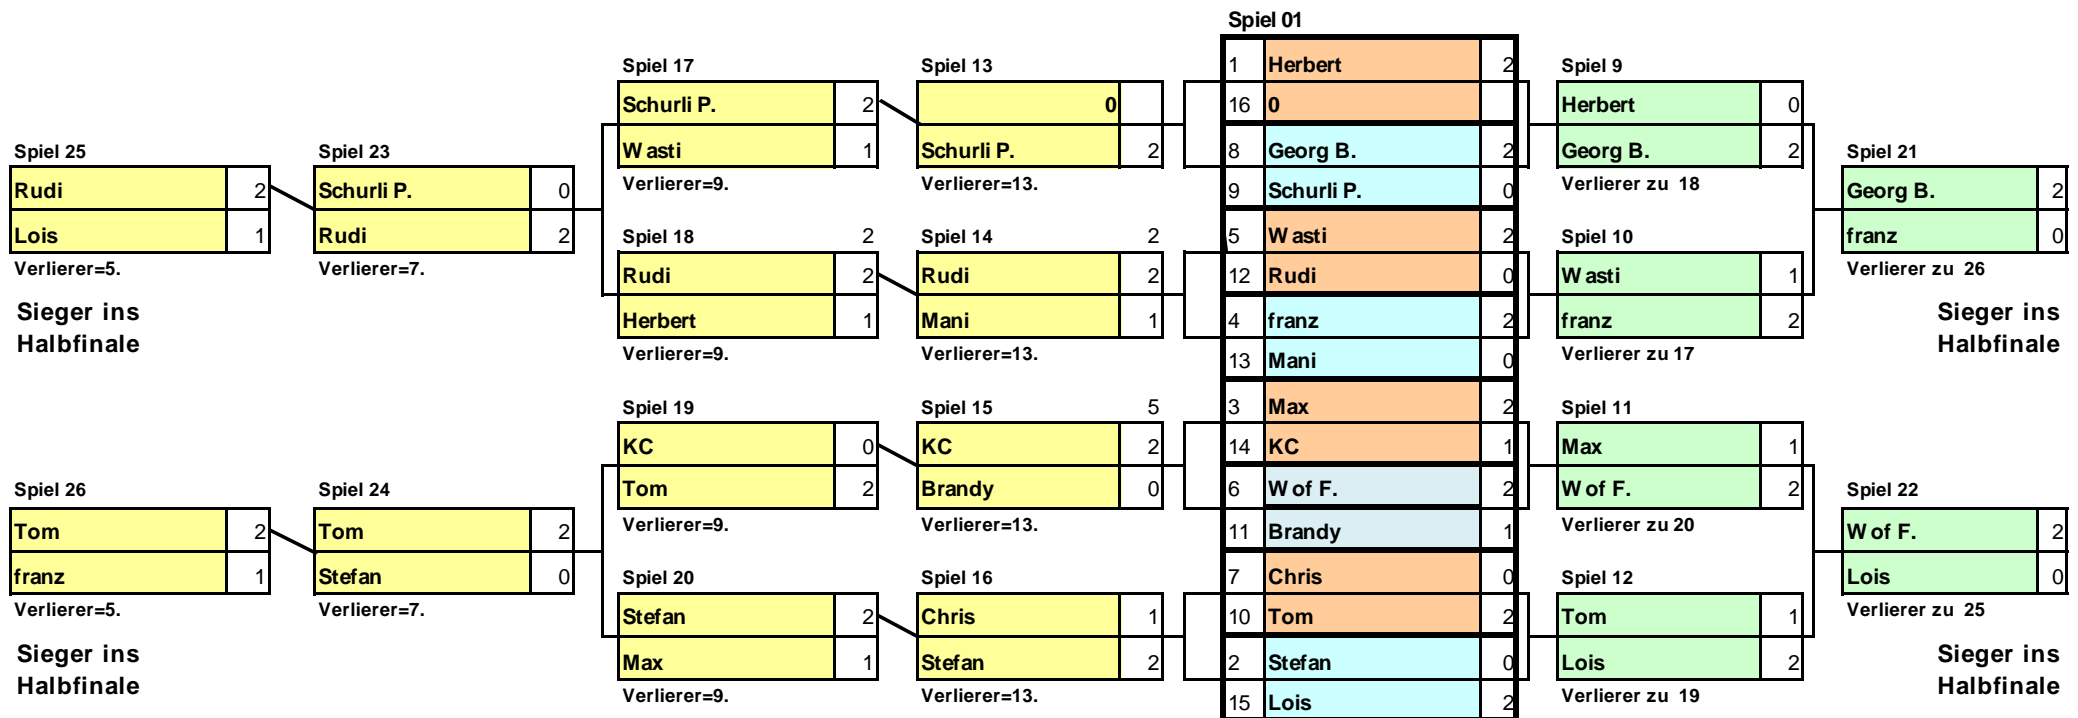 Spiel 01
1 Herbert 2
16 0
8 Georg B. 2
9 Schurli P. 0
5 Wasti 2
12 Rudi 0
4 franz 2
13 Mani 0
3 Max 2
14 KC 1
6 W of F. 2
11 Brandy 1
7 Chris 0
10 Tom 2
2 Stefan 0
15 Lois 2
Spiel 25
Rudi 2
Lois 1
Verlierer=5.
Sieger ins
Halbfinale
Spiel 26
Tom 2
franz 1
Verlierer=5.
Sieger ins
Halbfinale
Spiel 23
Schurli P. 0
Rudi 2
Verlierer=7.
Spiel 24
Tom 2
Stefan 0
Verlierer=7.
Spiel 17
Schurli P. 2
Wasti 1
Verlierer=9.
Spiel 18 2
Rudi 2
Herbert 1
Verlierer=9.
Spiel 19
KC 0
Tom 2
Verlierer=9.
Spiel 20
Stefan 2
Max 1
Verlierer=9.
Spiel 13
0
Schurli P. 2
Verlierer=13.
Spiel 14 2
Rudi 2
Mani 1
Verlierer=13.
Spiel 15 5
KC 2
Brandy 0
Verlierer=13.
Spiel 16
Chris 1
Stefan 2
Verlierer=13.
Spiel 9
Herbert 0
Georg B. 2
Verlierer zu 18
Spiel 10
Wasti 1
franz 2
Verlierer zu 17
Spiel 11
Max 1
W of F. 2
Verlierer zu 20
Spiel 12
Tom 1
Lois 2
Verlierer zu 19
Spiel 21
Georg B. 2
franz 0
Verlierer zu 26
Sieger ins
Halbfinale
Spiel 22
W of F. 2
Lois 0
Verlierer zu 25
Sieger ins
Halbfinale